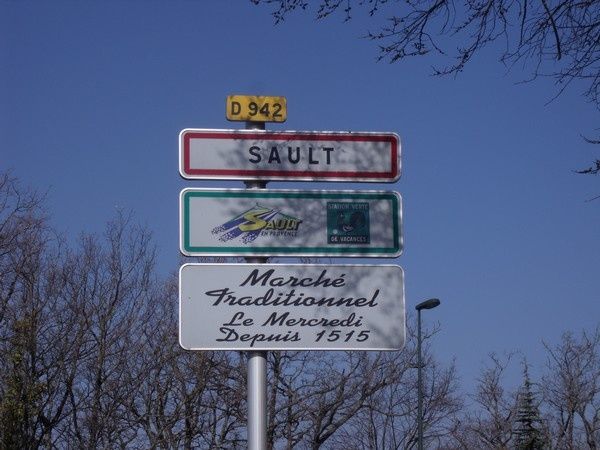 D 942
SAULT
SAULT
EN PROVENCE
STATION VERTE
DE VACANCES
Marché
Traditionnel
Le Mercredi
Depuis 1515